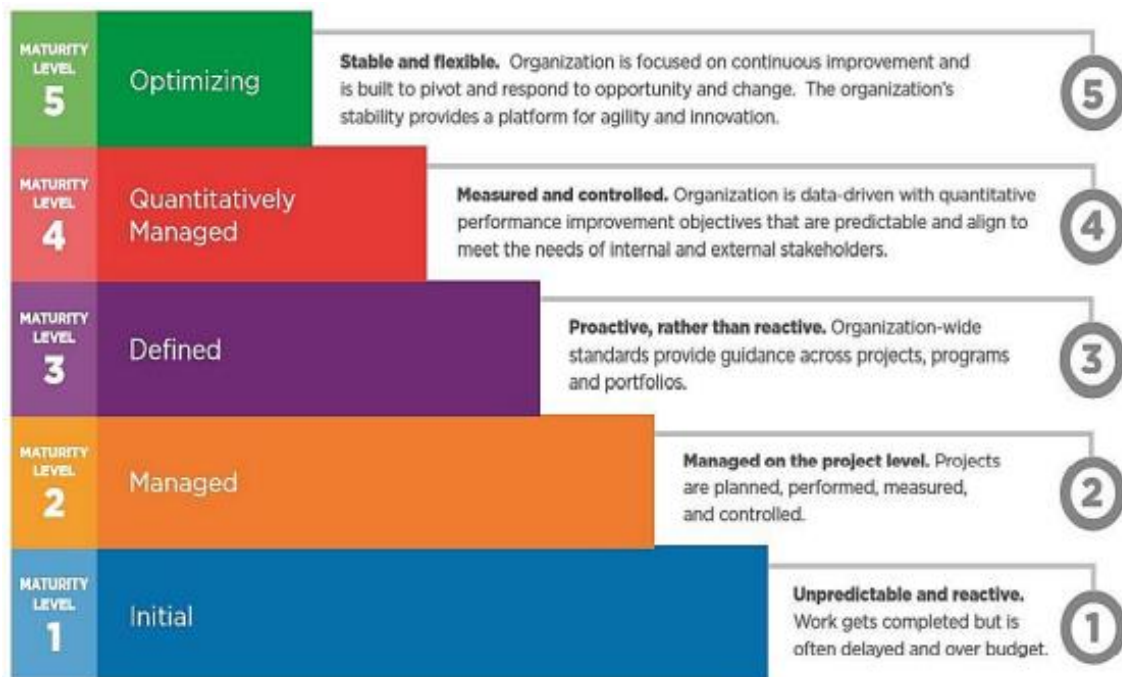 MATURITY
LEVEL
5
Optimizing
Stable and flexible. Organization is focused on continuous improvement and
is built to pivot and respond to opportunity and change. The organization's
stability provides a platform for agility and innovation.
5
MATURITY
LEVEL
4
Quantitatively
Managed
Measured and controlled. Organization is data-driven with quantitative
performance improvement objectives that are predictable and align to
meet the needs of internal and external stakeholders.
4
MATURITY
LEVEL
3
Defined
Proactive, rather than reactive. Organization-wide
standards provide guidance across projects, programs
and portfolios.
3
MATURITY
LEVEL
2
Managed
Managed on the project level. Projects
are planned, performed, measured,
and controlled.
2
MATURITY
LEVEL
1
Initial
Unpredictable and reactive.
Work gets completed but is
often delayed and over budget.
1